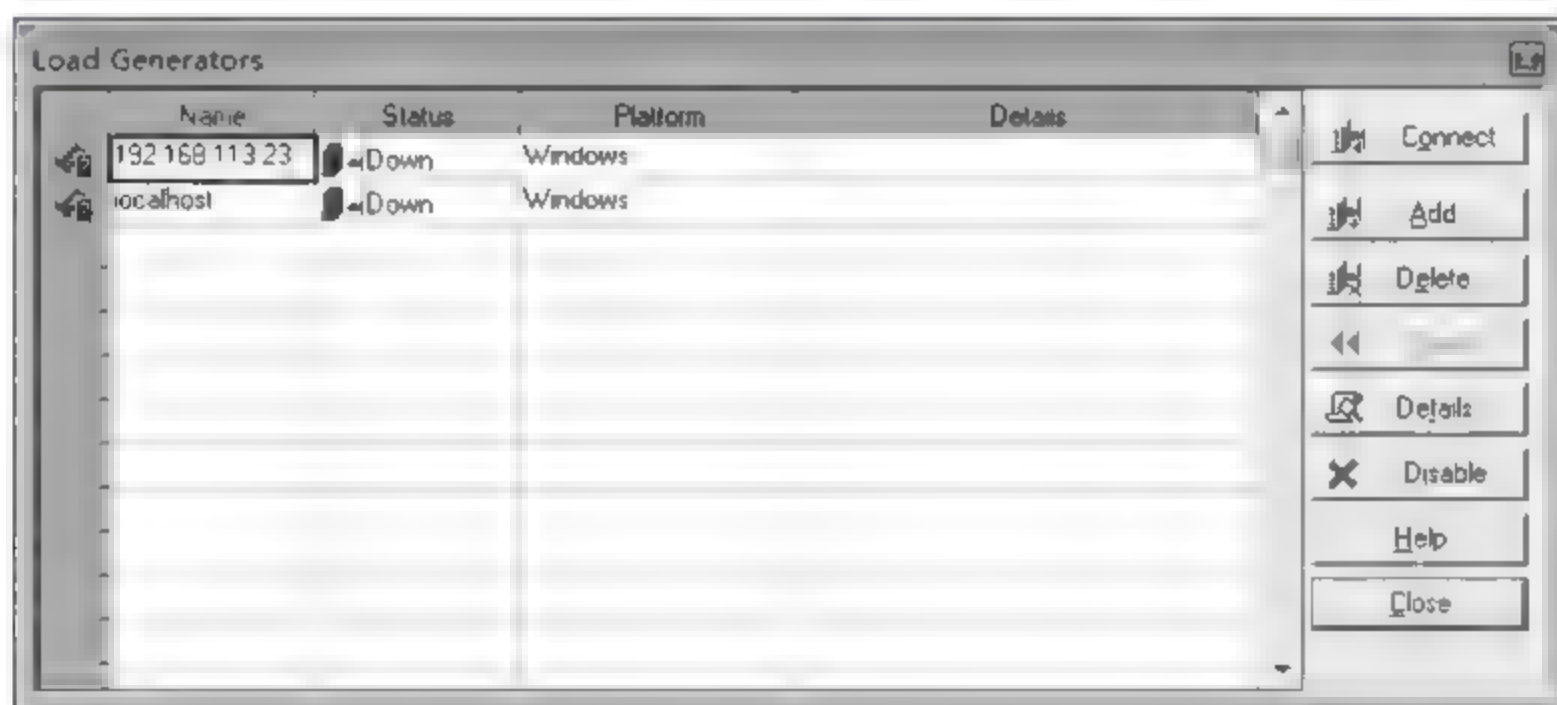 Load Generators
Name Status Platform Details
192 168 113 23 Down Windows
localhost Down Windows
Connect
Add
Delete
Details
Disable
Help
Close